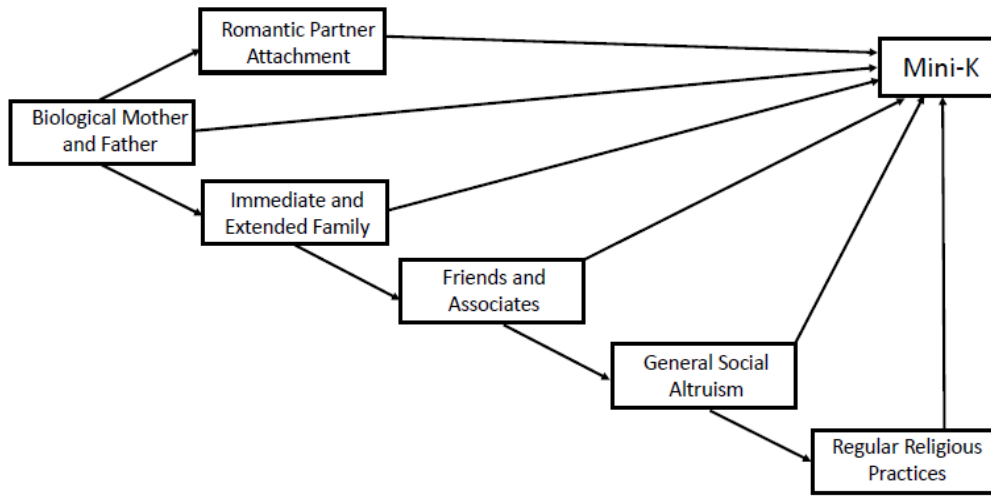 Romantic Partner
Attachment
Mini-K
Biological Mother
and Father
Immediate and
Extended Family
Friends and
Associates
General Social
Altruism
Regular Religious
Practices